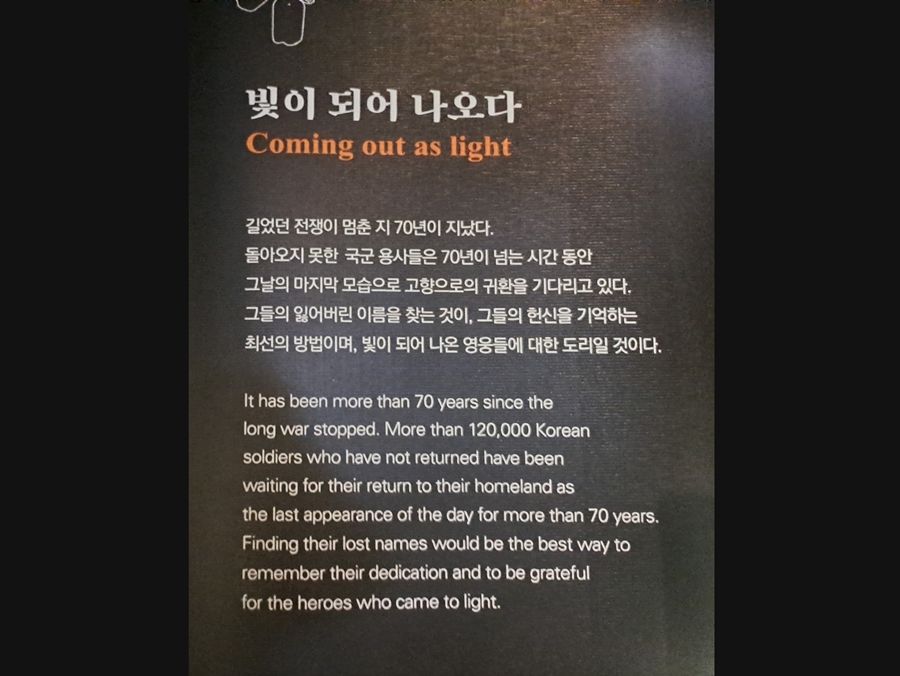 빛이 되어 나오다
Coming out as light
길었던 전쟁이 멈춘 지 70년이 지났다.
돌아오지 못한 국군 용사들은 70년이 넘는 시간 동안
그날의 마지막 모습으로 고향으로의 귀환을 기다리고 있다.
그들의 잃어버린 이름을 찾는 것이, 그들의 헌신을 기억하는
최선의 방법이며, 빛이 되어 나온 영웅들에 대한 도리일 것이다.
It has been more than 70 years since the
long war stopped. More than 120,000 Korean
soldiers who have not returned have been
waiting for their return to their homeland as
the last appearance of the day for more than 70 years.
Finding their lost names would be the best way to
remember their dedication and to be grateful
for the heroes who came to light.